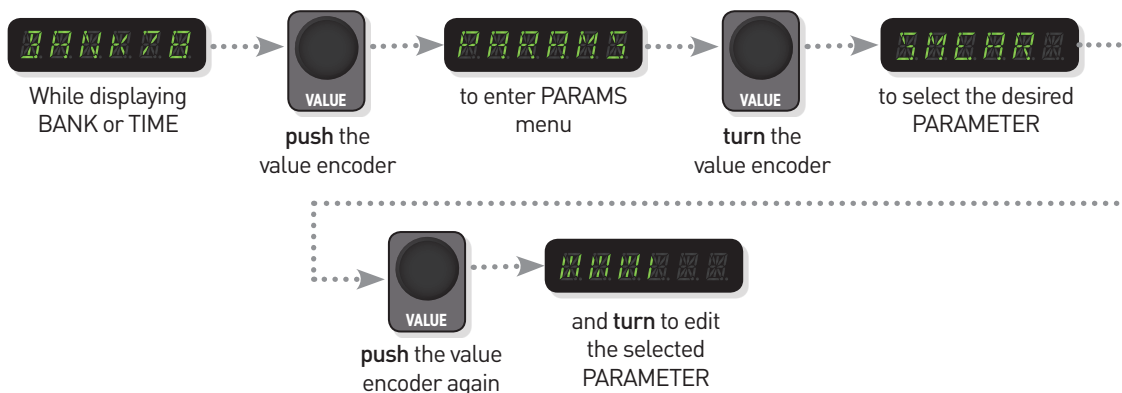 BANK78
PARAMS
SMEAR
VALUE
VALUE
While displaying
BANK or TIME
push the
value encoder
to enter PARAMS
menu
turn the
value encoder
to select the desired
PARAMETER
VALUE
push the value
encoder again
and turn to edit
the selected
PARAMETER